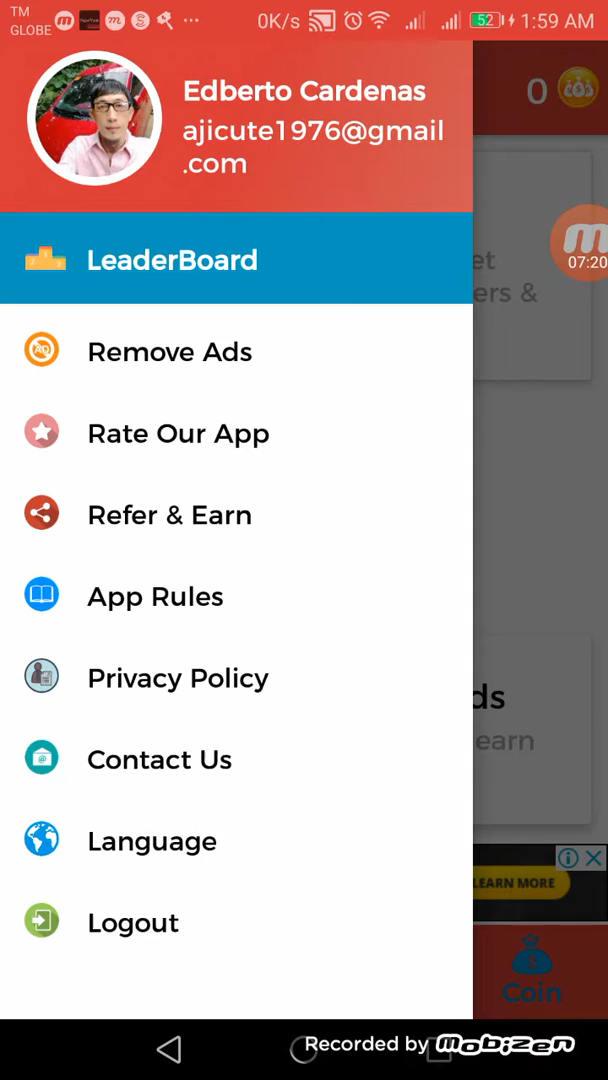 TM
GLOBE
0K/s
52
1:59 AM
Edberto Cardenas
ajicute1976@gmail
.com
0
LeaderBoard
et
ers &
07:20
Remove Ads
Rate Our App
Refer & Earn
App Rules
Privacy Policy
ds
earn
Contact Us
Language
LEARN MORE
Logout
Coin
Recorded by mobizen